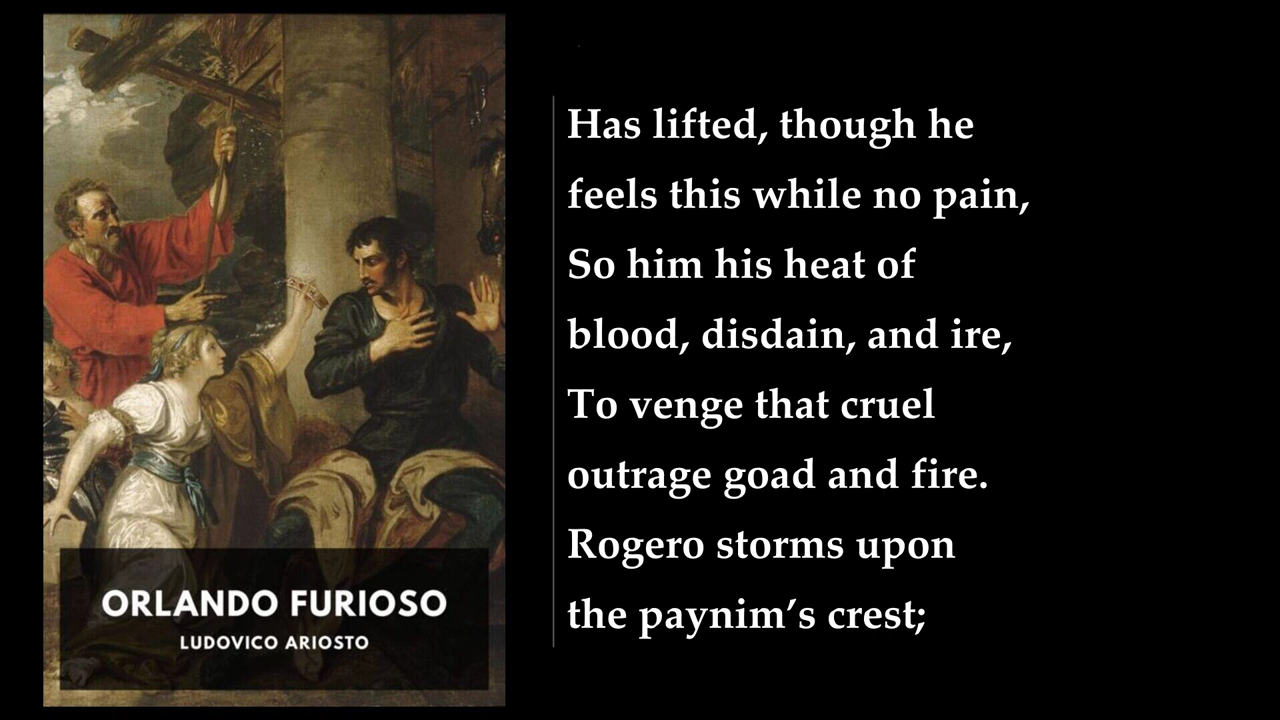 ORLANDO FURIOSO
LUDOVICO ARIOSTO
Has lifted, though he
feels this while no pain,
So him his heat of
blood, disdain, and ire,
To venge that cruel
outrage goad and fire.
Rogero storms upon
the paynim’s crest;